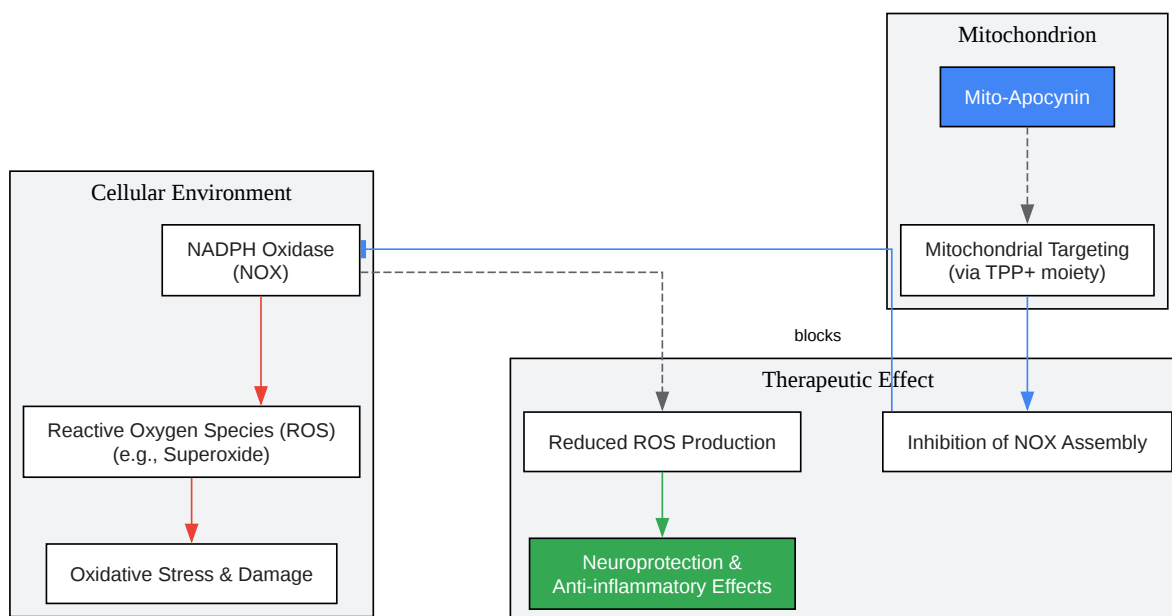 Mitochondrion
Mito-Apocynin
Cellular Environment
NADPH Oxidase
(NOX)
Mitochondrial Targeting
(via TPP+ moiety)
blocks
Therapeutic Effect
Reactive Oxygen Species (ROS)
(e.g., Superoxide)
Reduced ROS Production
Inhibition of NOX Assembly
Oxidative Stress & Damage
Neuroprotection &
Anti-inflammatory Effects